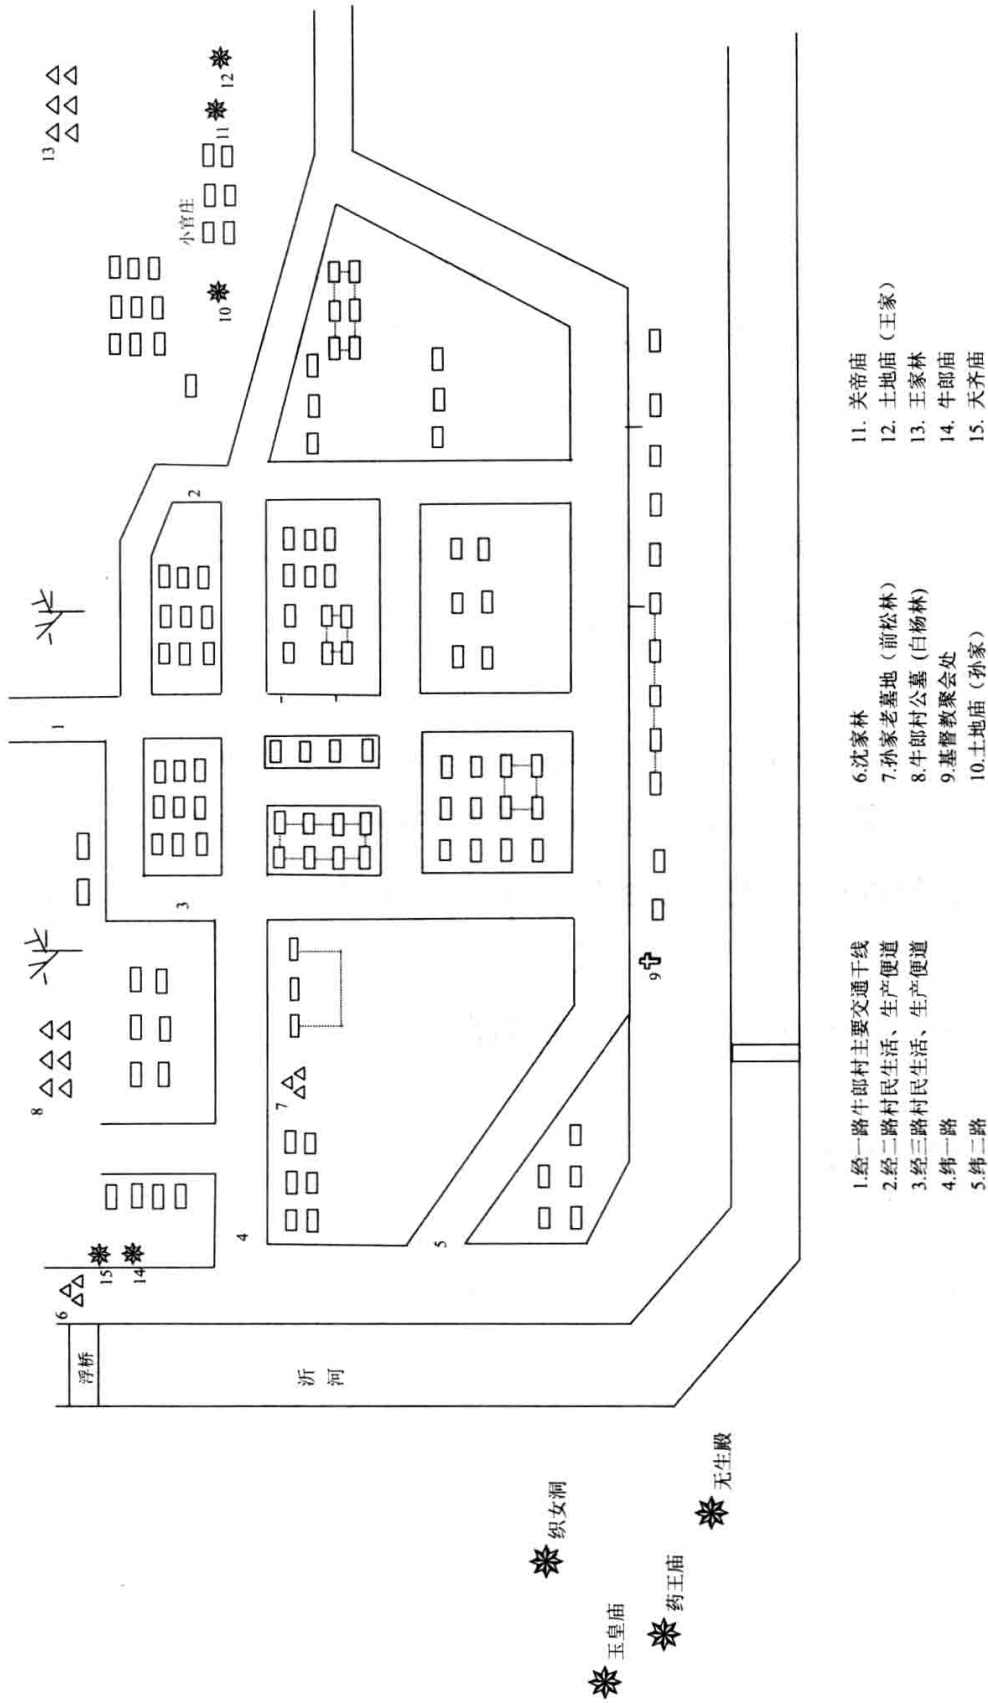 13
12
11
小官庄
10
2
1
3
8
7
9
4
5
15
14
6
浮桥
沂河
织女洞
无生殿
玉皇庙
药王庙
1.经一路牛郎村主要交通干线
2.经二路村民生活、生产便道
3.经三路村民生活、生产便道
4.纬一路
5.纬二路
6.沈家林
7.孙家老墓地（前松林）
8.牛郎村公墓 (白杨林)
9.基督教聚会处
10.土地庙（孙家）
11. 关帝庙
12. 土地庙（王家）
13. 王家林
14. 牛郎庙
15. 天齐庙